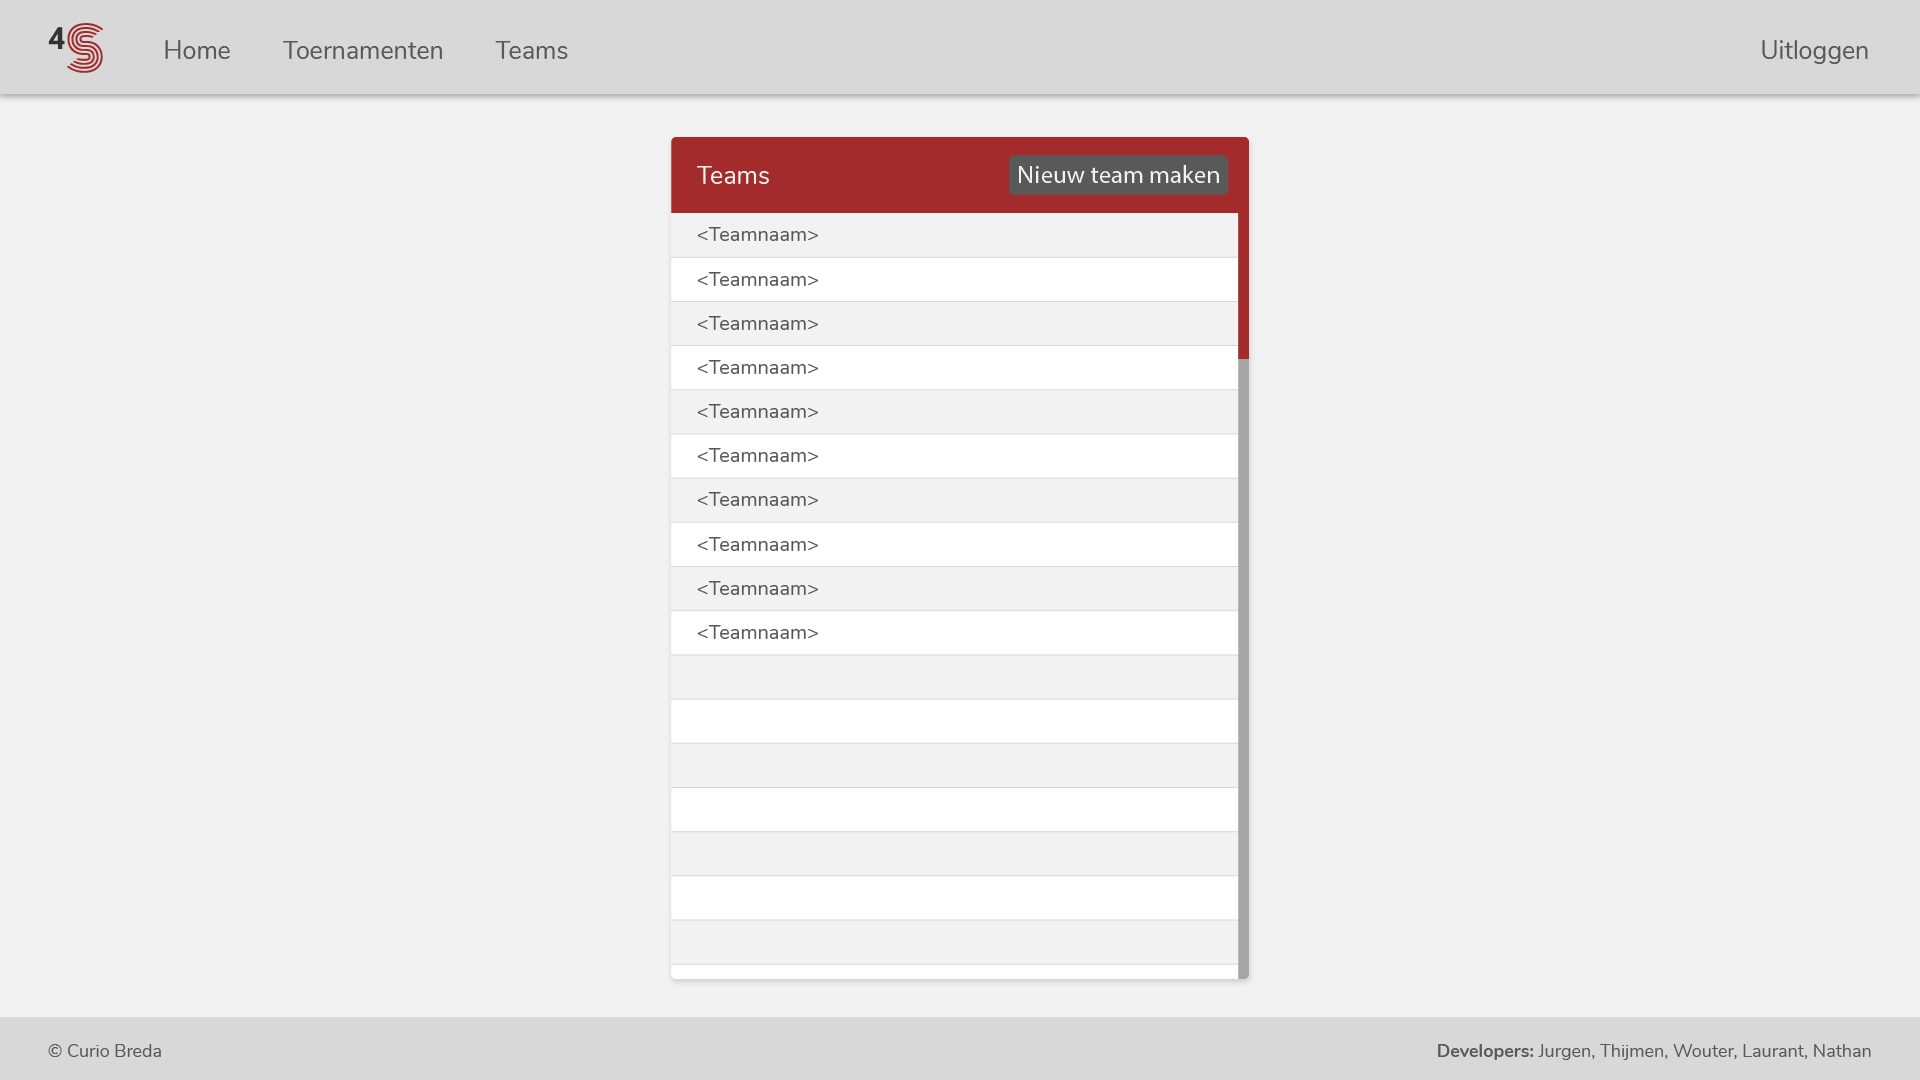 4S
Home
Toernamenten
Teams
Uitloggen
Teams
Nieuw team maken
<Teamnaam>
<Teamnaam>
<Teamnaam>
<Teamnaam>
<Teamnaam>
<Teamnaam>
<Teamnaam>
<Teamnaam>
<Teamnaam>
<Teamnaam>
© Curio Breda
Developers: Jurgen, Thijmen, Wouter, Laurant, Nathan